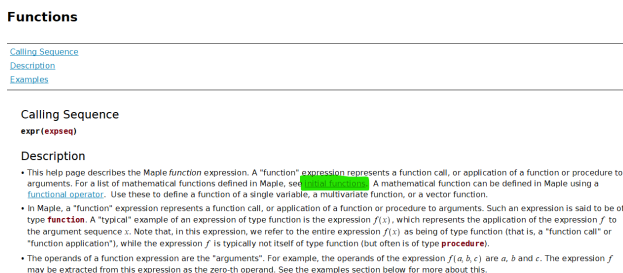 Functions
Calling Sequence
Description
Examples
Calling Sequence
expr(expseq)
Description
• This help page describes the Maple function expression. A "function" expression represents a function call, or application of a function or procedure to
arguments. For a list of mathematical functions defined in Maple, see initial functions. A mathematical function can be defined in Maple using a
functional operator. Use these to define a function of a single variable, a multivariate function, or a vector function.
• In Maple, a "function" expression represents a function call, or application of a function or procedure to arguments. Such an expression is said to be of
type function. A "typical" example of an expression of type function is the expression f(x), which represents the application of the expression f to
the argument sequence x. Note that, in this expression, we refer to the entire expression f(x) as being of type function (that is, a "function call" or
"function application"), while the expression f is typically not itself of type function (but often is of type procedure).
• The operands of a function expression are the "arguments". For example, the operands of the expression f(a, b, c) are a, b and c. The expression f
may be extracted from this expression as the zero-th operand. See the examples section below for more about this.